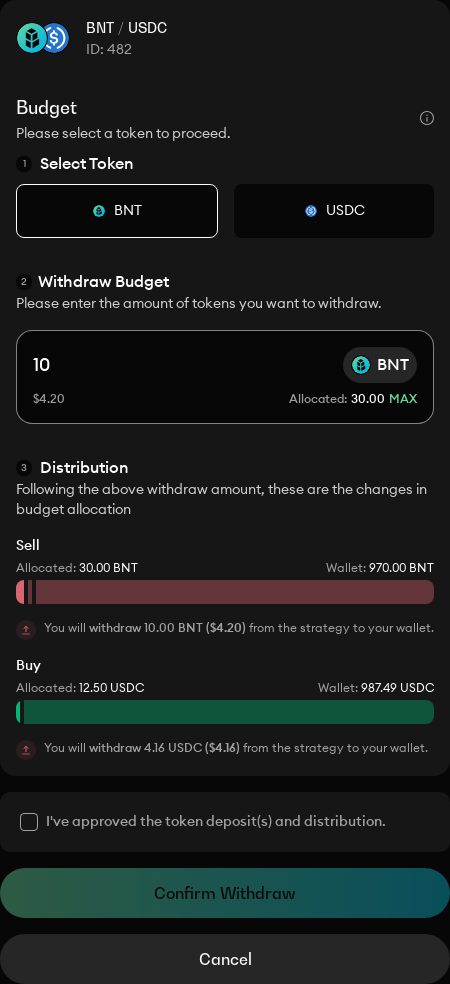 BNT / USDC
ID: 482
Budget
Please select a token to proceed.
1 Select Token
BNT
USDC
2 Withdraw Budget
Please enter the amount of tokens you want to withdraw.
10
BNT
$4.20
Allocated: 30.00 MAX
3 Distribution
Following the above withdraw amount, these are the changes in
budget allocation
Sell
Allocated: 30.00 BNT
Wallet: 970.00 BNT
You will withdraw 10.00 BNT ($4.20) from the strategy to your wallet.
Buy
Allocated: 12.50 USDC
Wallet: 987.49 USDC
You will withdraw 4.16 USDC ($4.16) from the strategy to your wallet.
I've approved the token deposit(s) and distribution.
Confirm Withdraw
Cancel